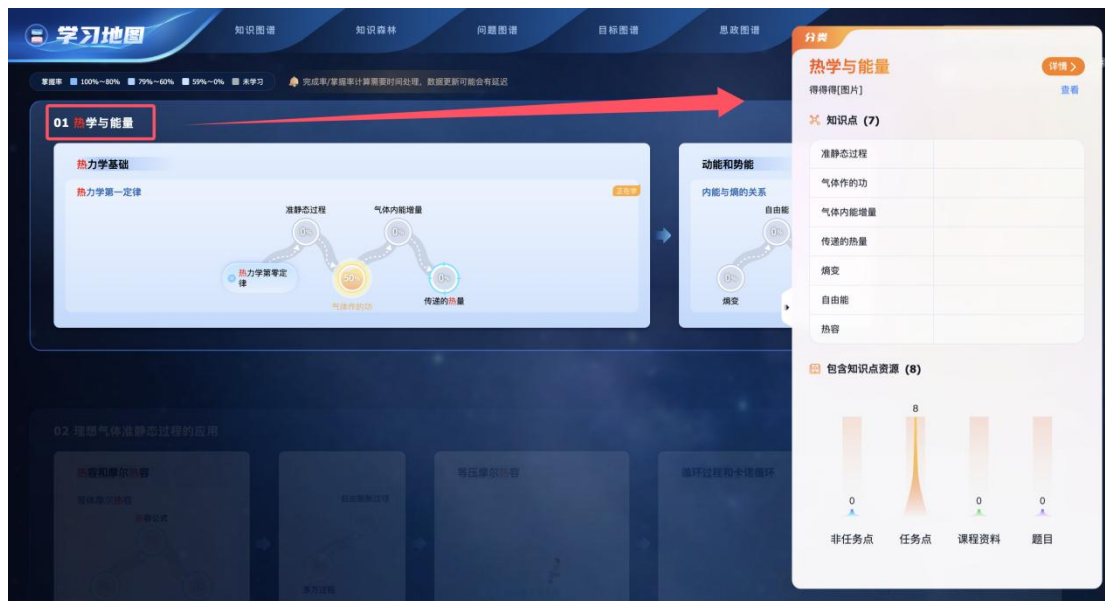 学习地图
知识图谱
知识森林
问题图谱
目标图谱
思政图谱
掌握率 100%~80% 79%~60% 59%~0% 未学习
完成率/掌握率计算需要时间处理，数据更新可能会有延迟
01 热学与能量
热力学基础
热力学第一定律
正在学
准静态过程
气体内能增量
0%
0%
热力学第零定
律
50%
0%
气体作的功
传递的热量
动能和势能
内能与熵的关系
自由能
0%
0%
熵变
02 理想气体准静态过程的应用
热容和摩尔热容
等压摩尔热容
循环过程和卡诺循环
分类
热学与能量
详情 >
得得得[图片]
查看
知识点 (7)
准静态过程
气体作的功
气体内能增量
传递的热量
熵变
自由能
热容
包含知识点资源 (8)
8
0
0
0
非任务点
任务点
课程资料
题目